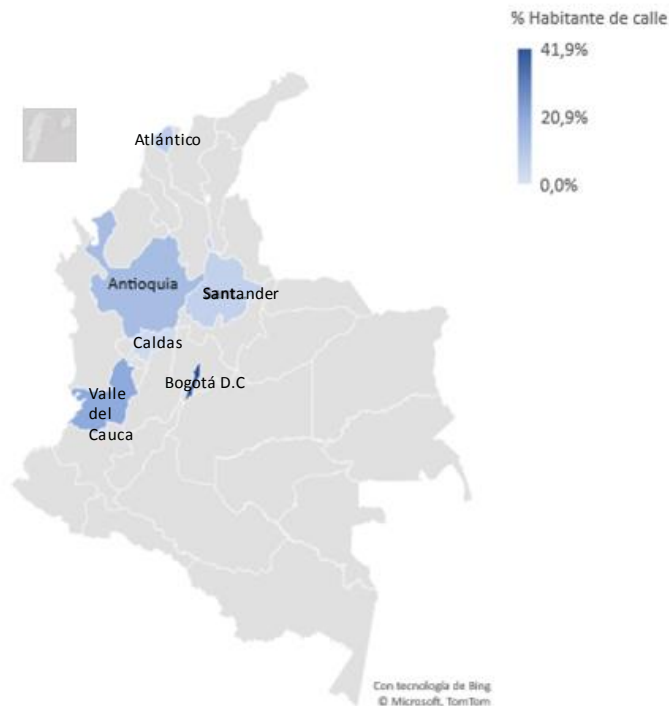 % Habitante de calle
41,9%
20,9%
0,0%
Atlántico
Antioquia
Santander
Caldas
Bogotá D.C
Valle
del
Cauca
Con tecnología de Bing
© Microsoft, TomTom